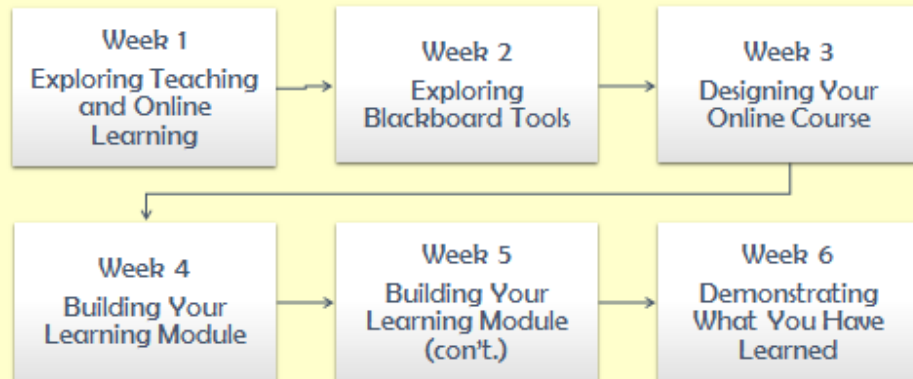 Week 1
Exploring Teaching
and Online
Learning
Week 2
Exploring
Blackboard Tools
Week 3
Designing Your
Online Course
Week 4
Building Your
Learning Module
Week 5
Building Your
Learning Module
(con't.)
Week 6
Demonstrating
What You Have
Learned